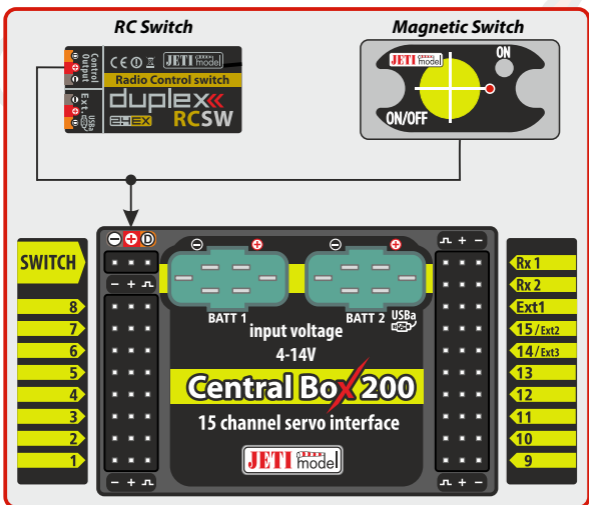 RC Switch
Magnetic Switch
Control
Output
Ext.
USBa
CE
JETI model
Radio Control switch
duplex
2.4EX
RCSW
JETI model
ON
ON/OFF
− + D
SWITCH
− + ⎍
8
7
6
5
4
3
2
1
− + ⎍
− +
− +
BATT 1
BATT 2
USBa
input voltage
4-14V
Central Box 200
15 channel servo interface
JETI model
⎍ + −
Rx 1
Rx 2
Ext1
15/Ext2
14/Ext3
13
12
11
10
9
⎍ + −